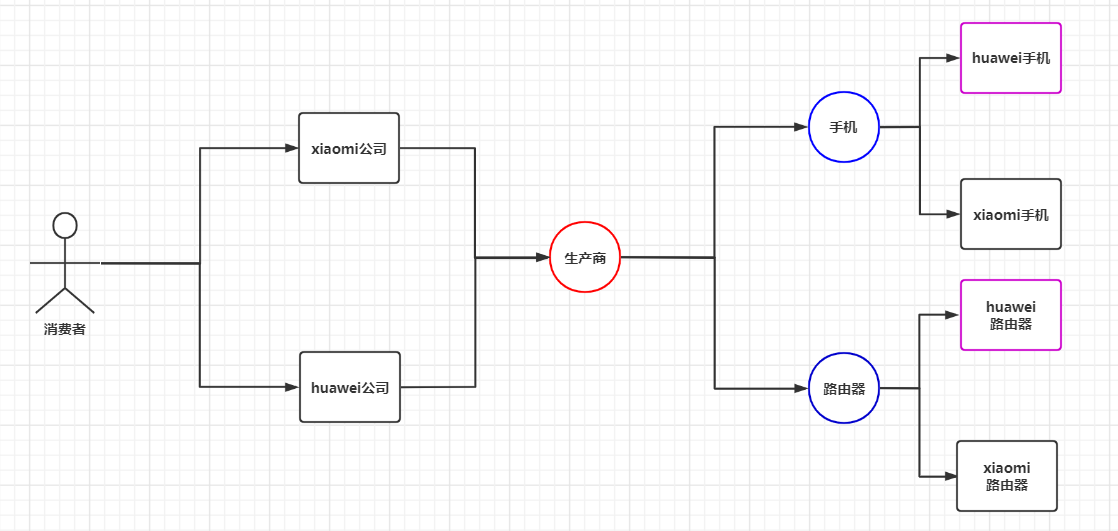 huawei手机
手机
xiaomi公司
xiaomi手机
生产商
huawei
路由器
消费者
huawei公司
路由器
xiaomi
路由器